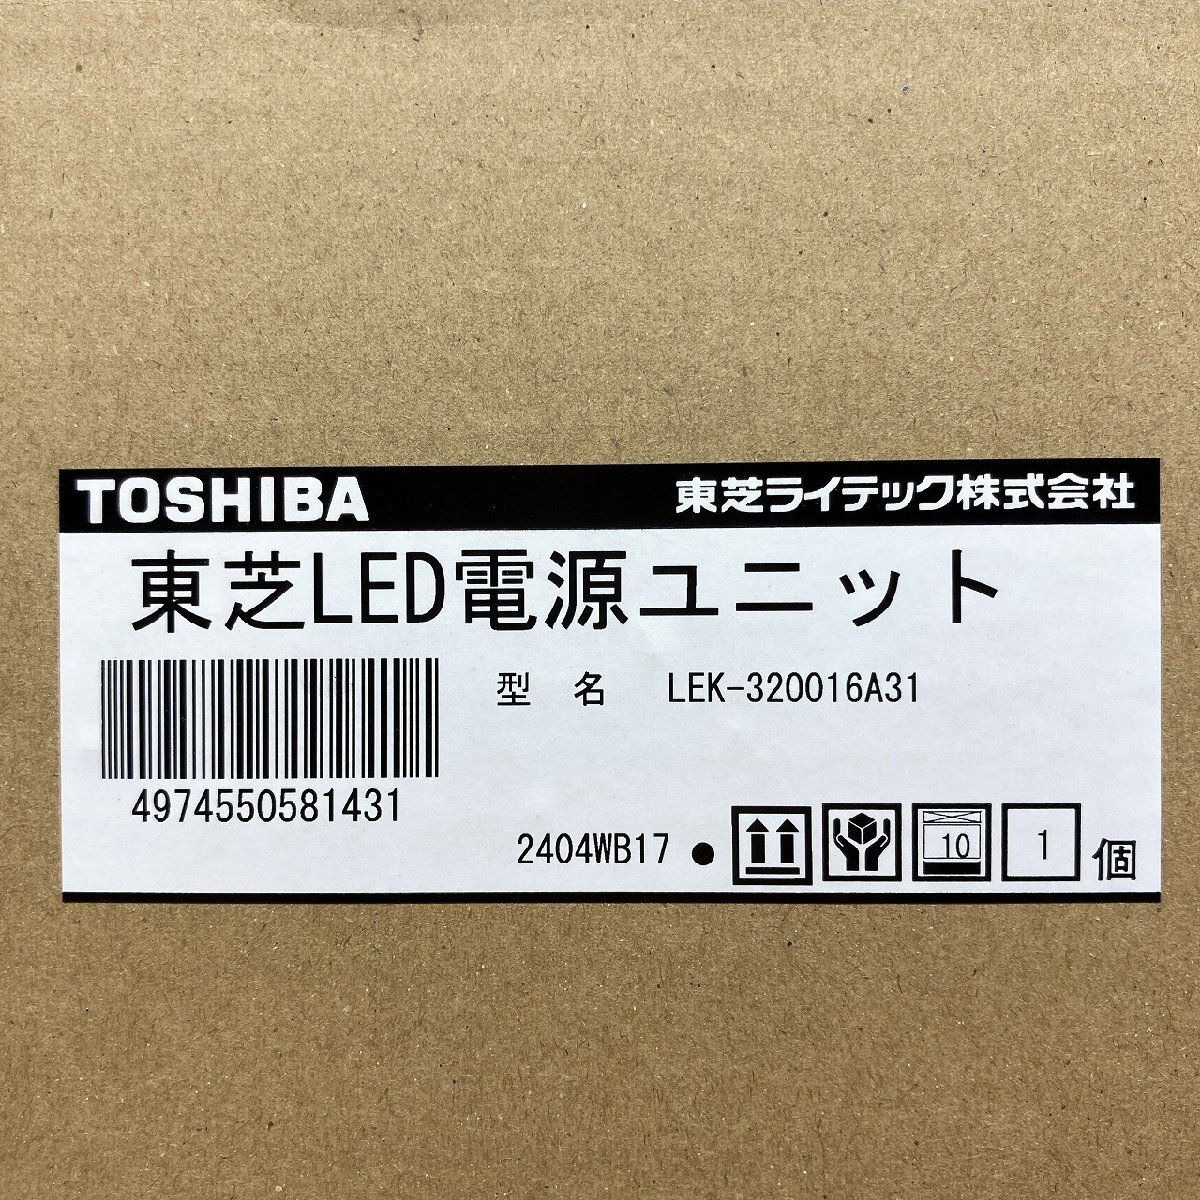 TOSHIBA 東芝ライテック株式会社
東芝LED電源ユニット
型 名 LEK-320016A31
4974550581431
2404WB17 ● 10 1 個